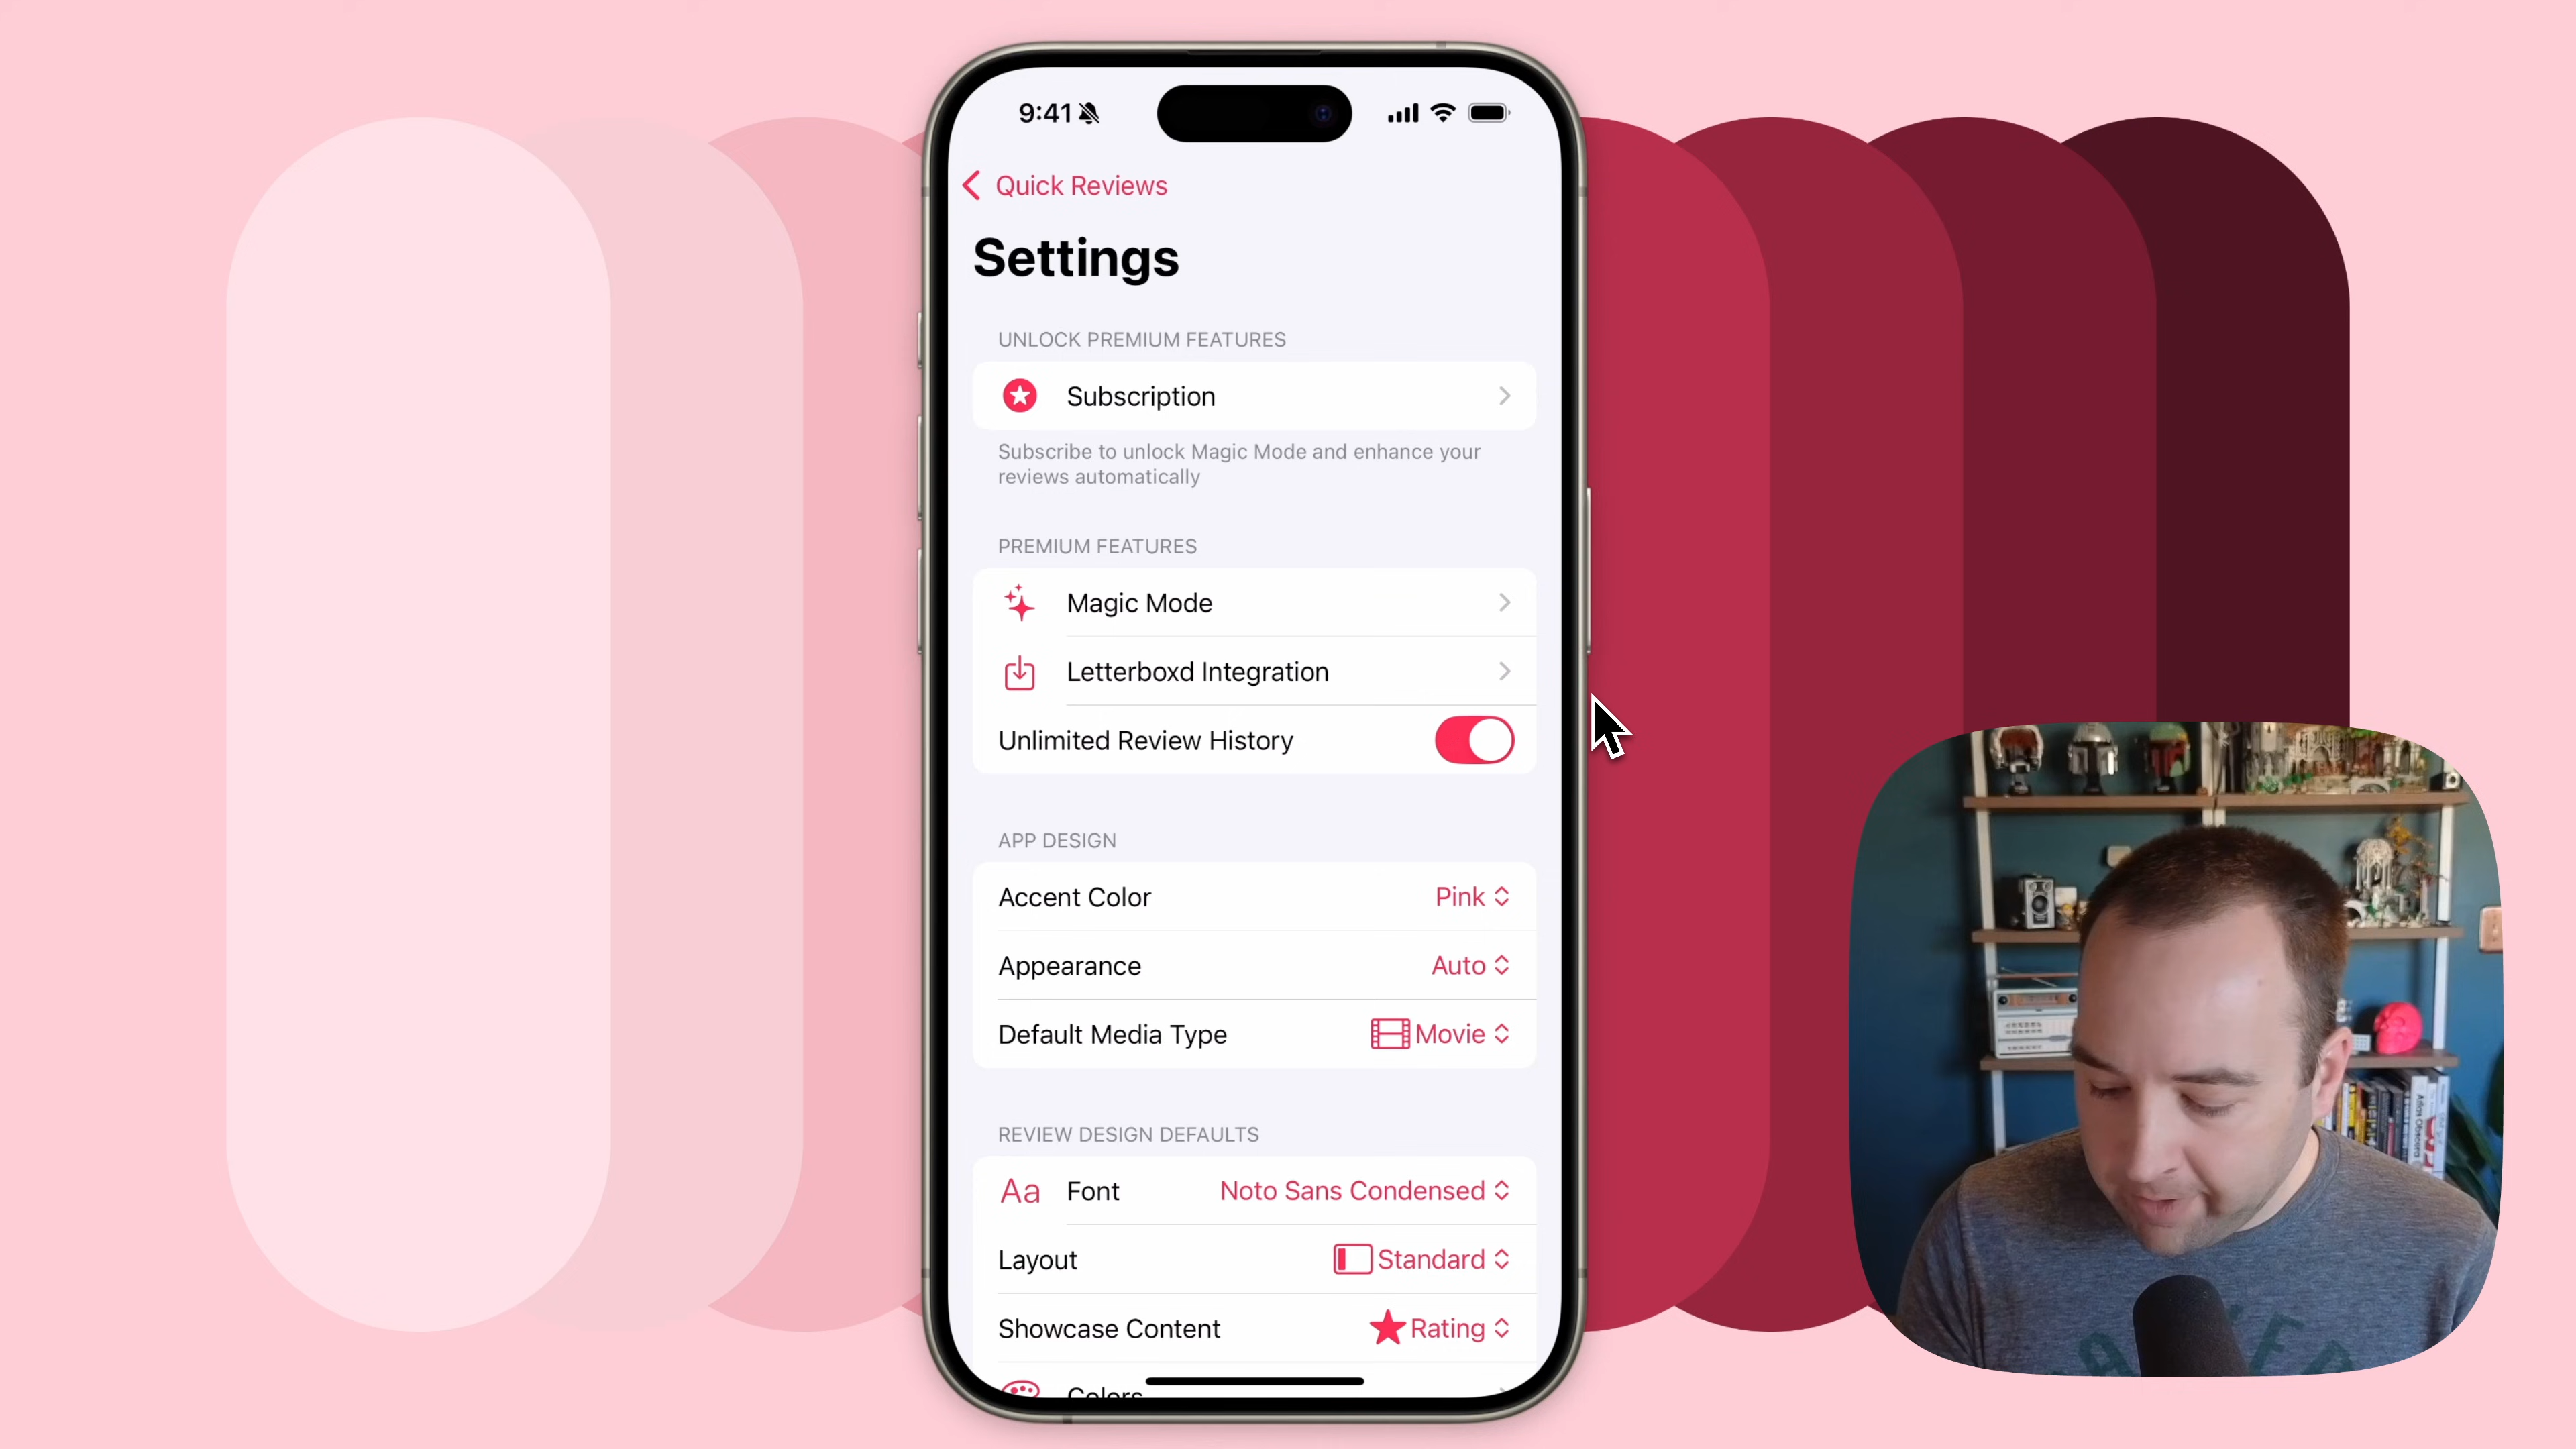 9:41
Quick Reviews
Settings
UNLOCK PREMIUM FEATURES
Subscription
Subscribe to unlock Magic Mode and enhance your
reviews automatically
PREMIUM FEATURES
Magic Mode
Letterboxd Integration
Unlimited Review History
APP DESIGN
Accent Color Pink
Appearance Auto
Default Media Type Movie
REVIEW DESIGN DEFAULTS
Aa Font Noto Sans Condensed
Layout Standard
Showcase Content Rating
Colors